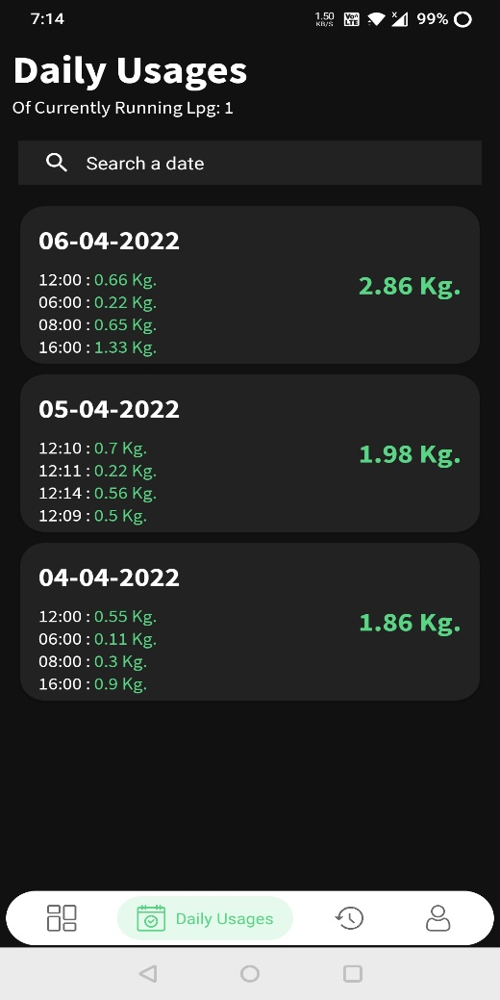 7:14
1.50
KB/S
Vo
LTE
x
99%
Daily Usages
Of Currently Running Lpg: 1
Search a date
06-04-2022
12:00 : 0.66 Kg.
06:00 : 0.22 Kg.
08:00 : 0.65 Kg.
16:00 : 1.33 Kg.
2.86 Kg.
05-04-2022
12:10 : 0.7 Kg.
12:11 : 0.22 Kg.
12:14 : 0.56 Kg.
12:09 : 0.5 Kg.
1.98 Kg.
04-04-2022
12:00 : 0.55 Kg.
06:00 : 0.11 Kg.
08:00 : 0.3 Kg.
16:00 : 0.9 Kg.
1.86 Kg.
Daily Usages